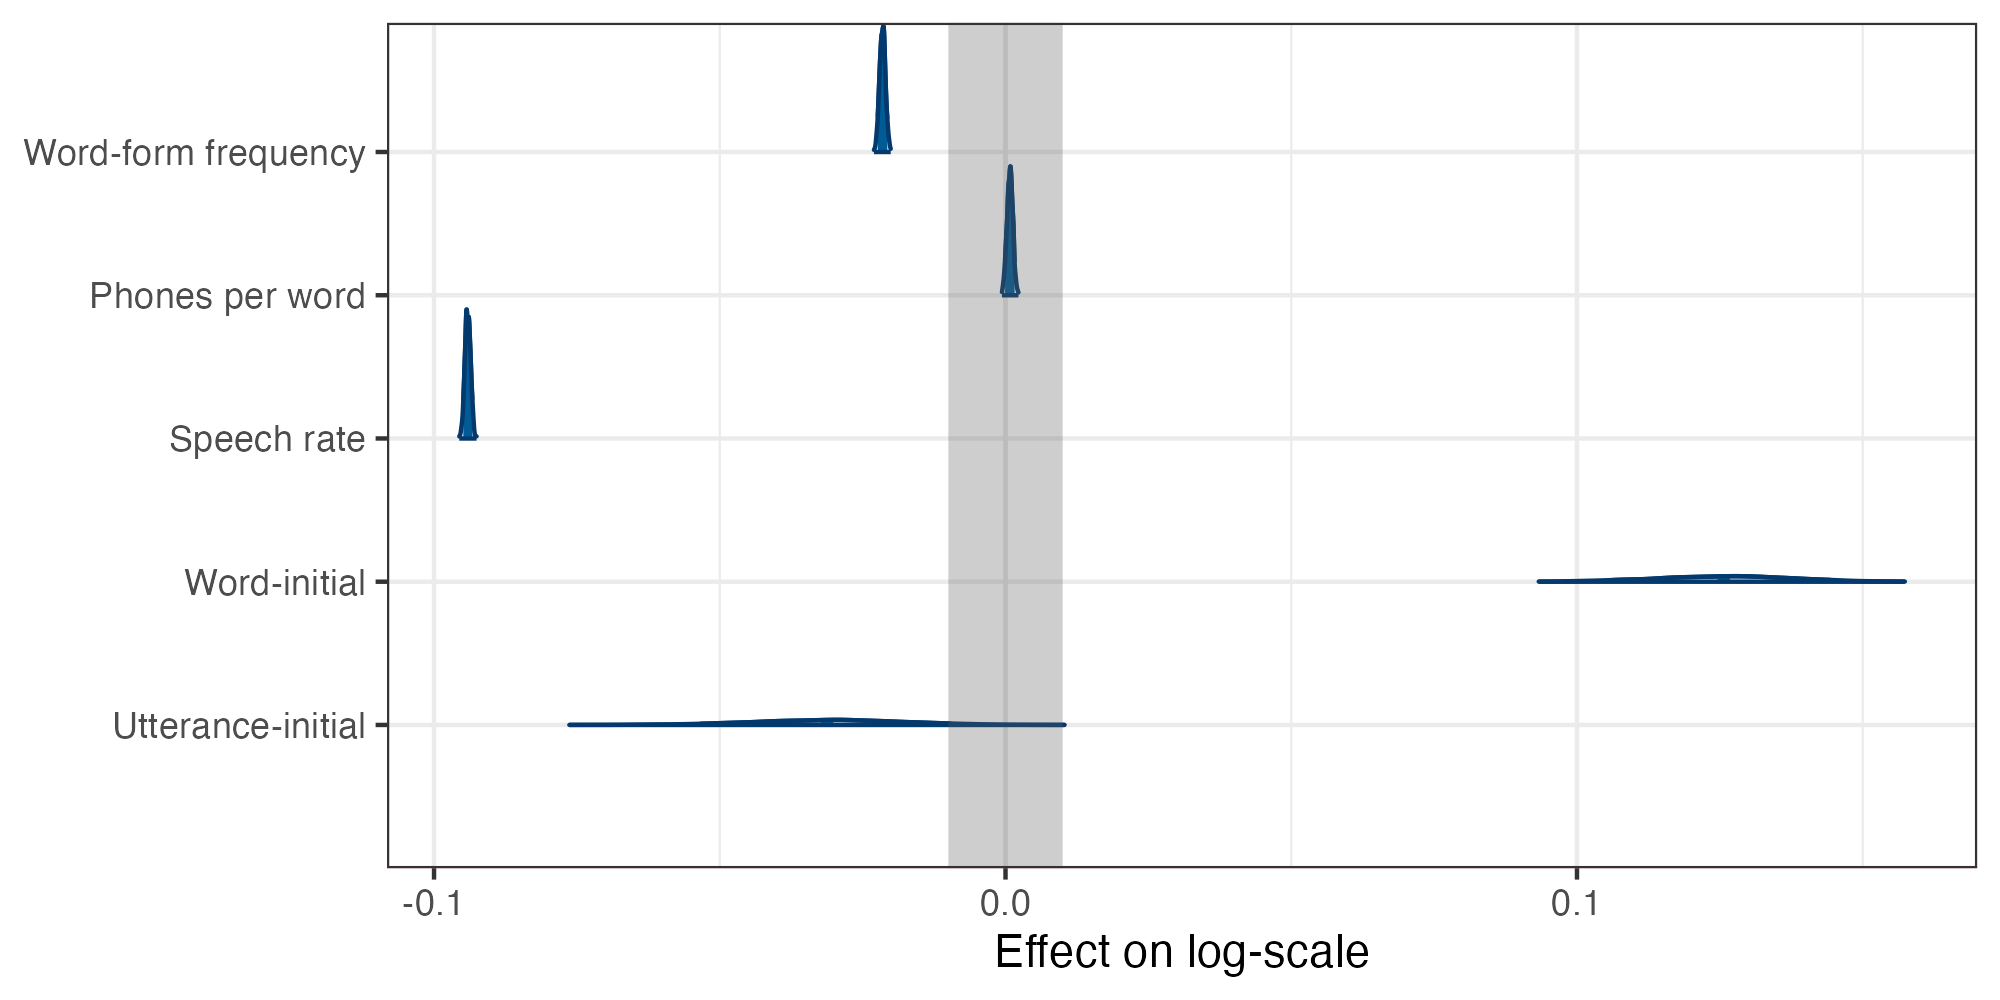 Word-form frequency
Phones per word
Speech rate
Word-initial
Utterance-initial
-0.1 0.0 0.1
Effect on log-scale